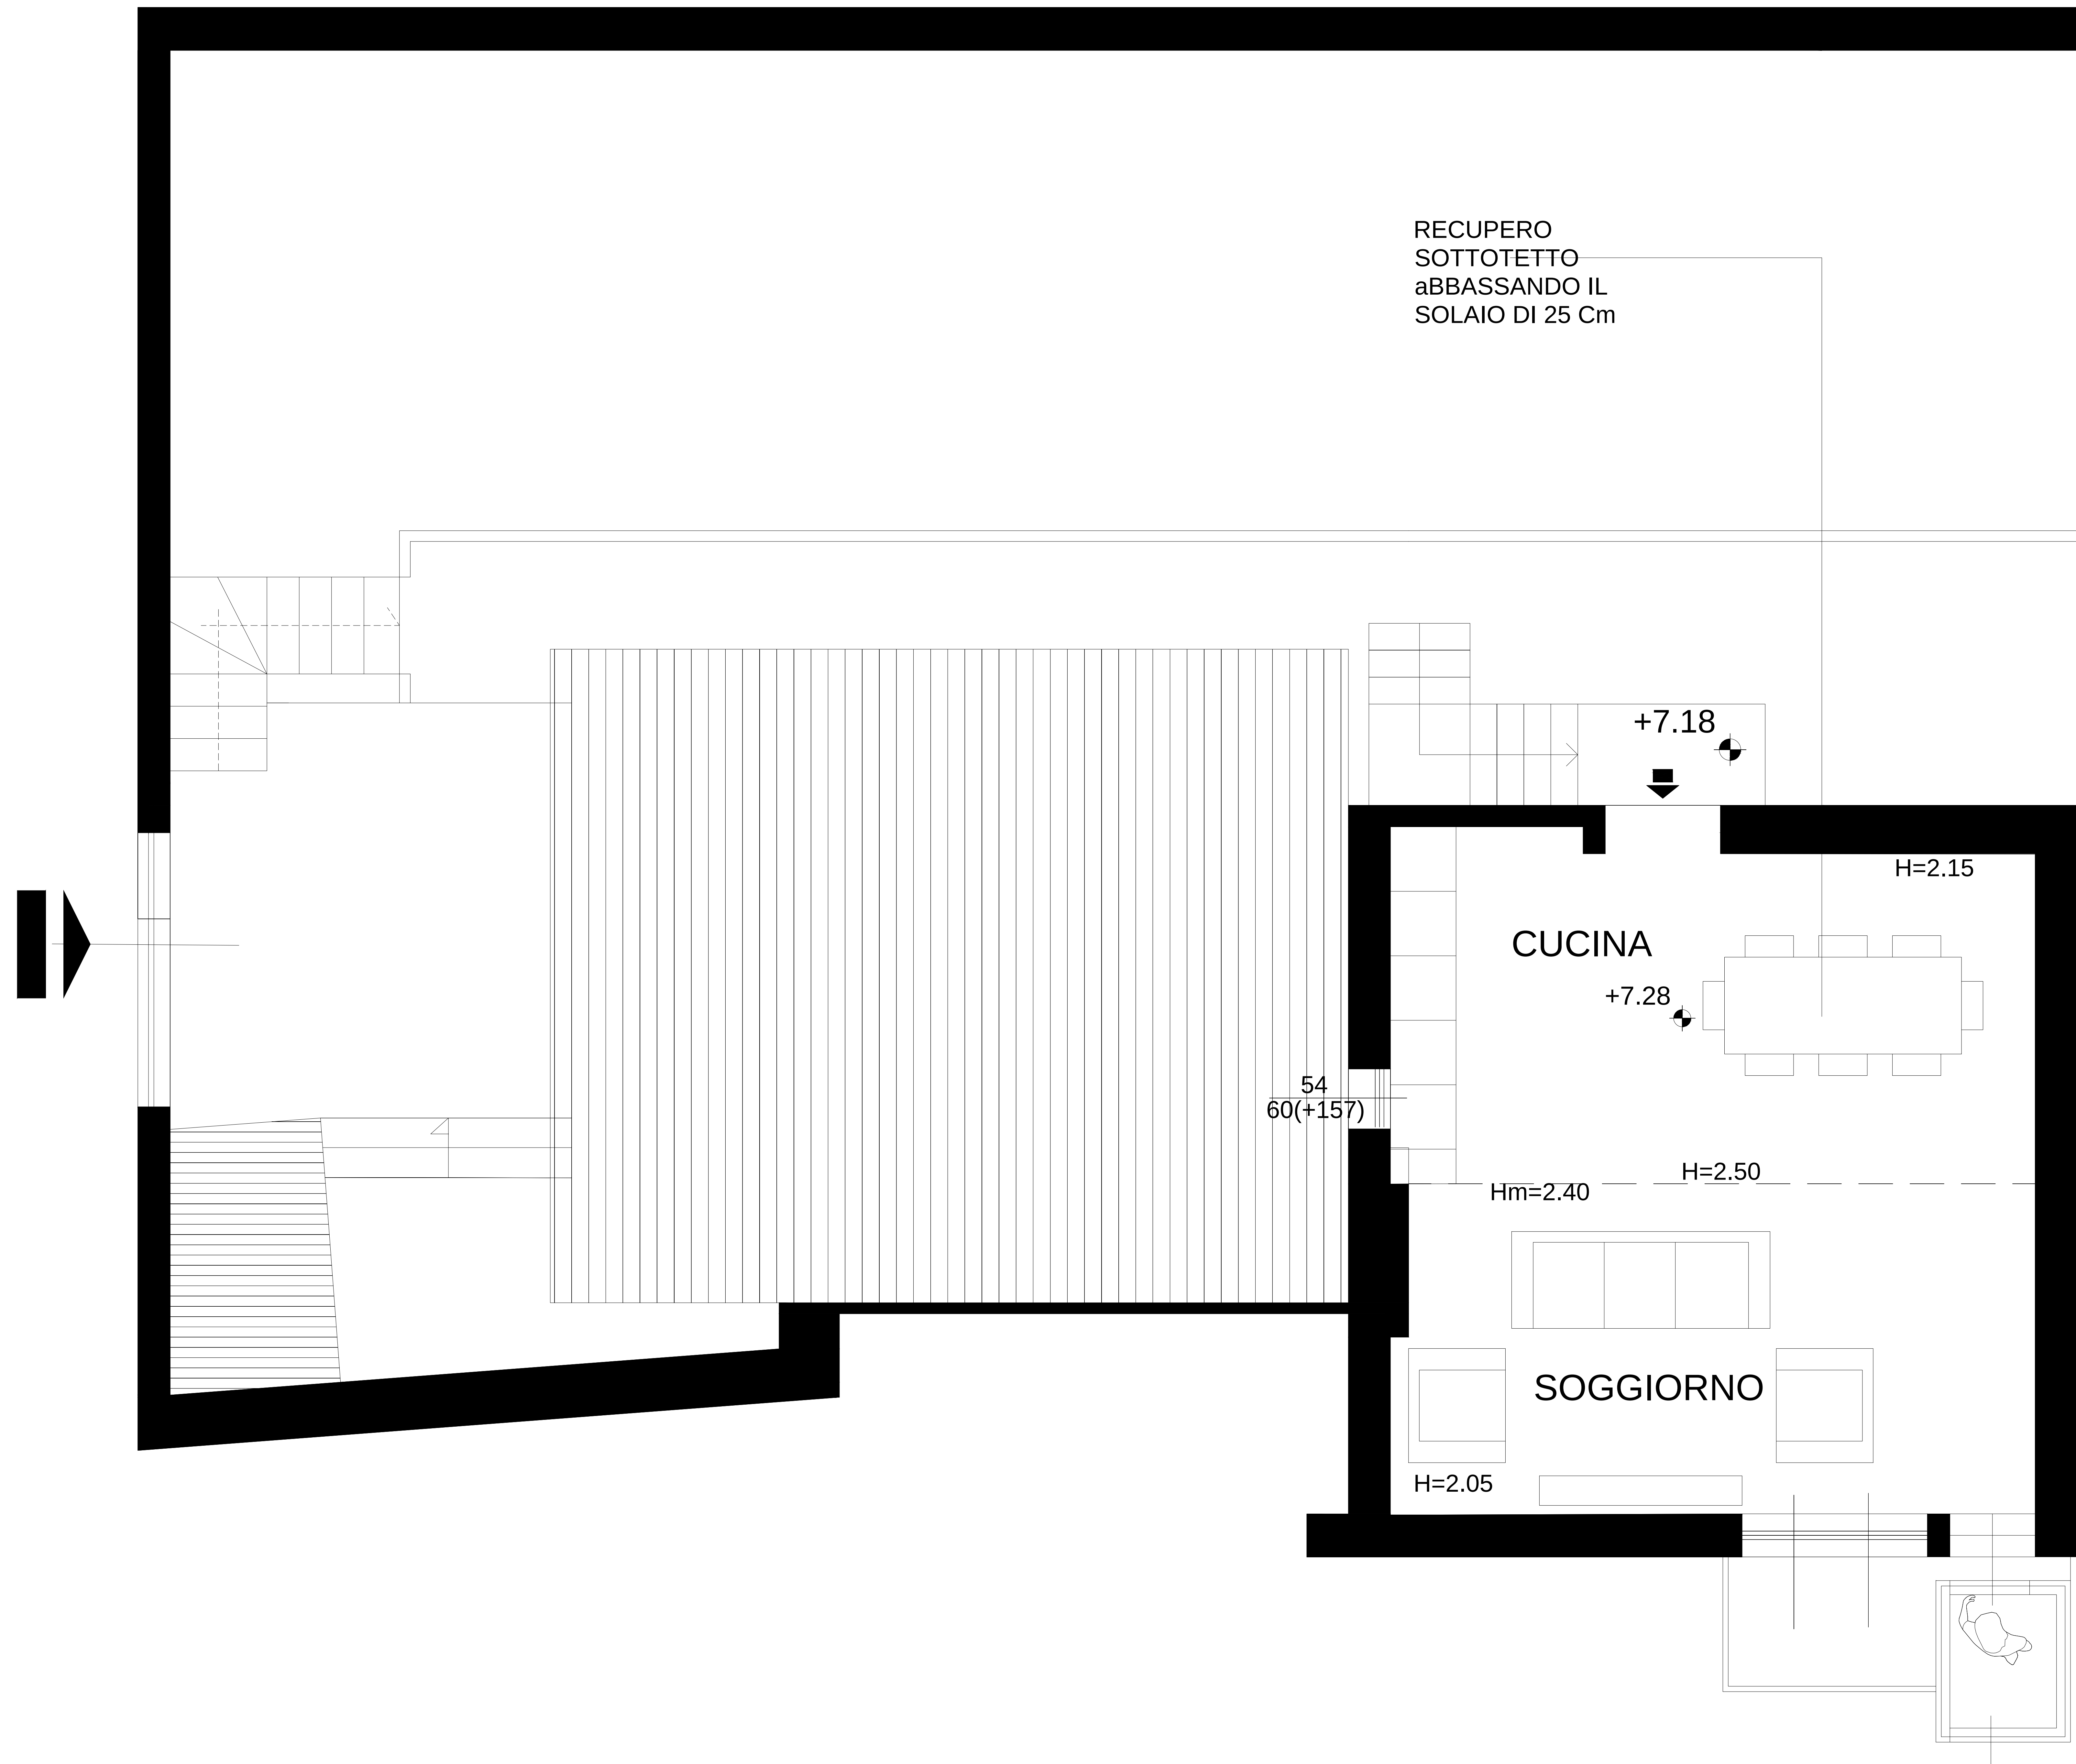 RECUPERO
SOTTOTETTO
aBBASSANDO IL
SOLAIO DI 25 Cm
+7.18
H=2.15
CUCINA
+7.28
54
60(+157)
H=2.50
Hm=2.40
SOGGIORNO
H=2.05